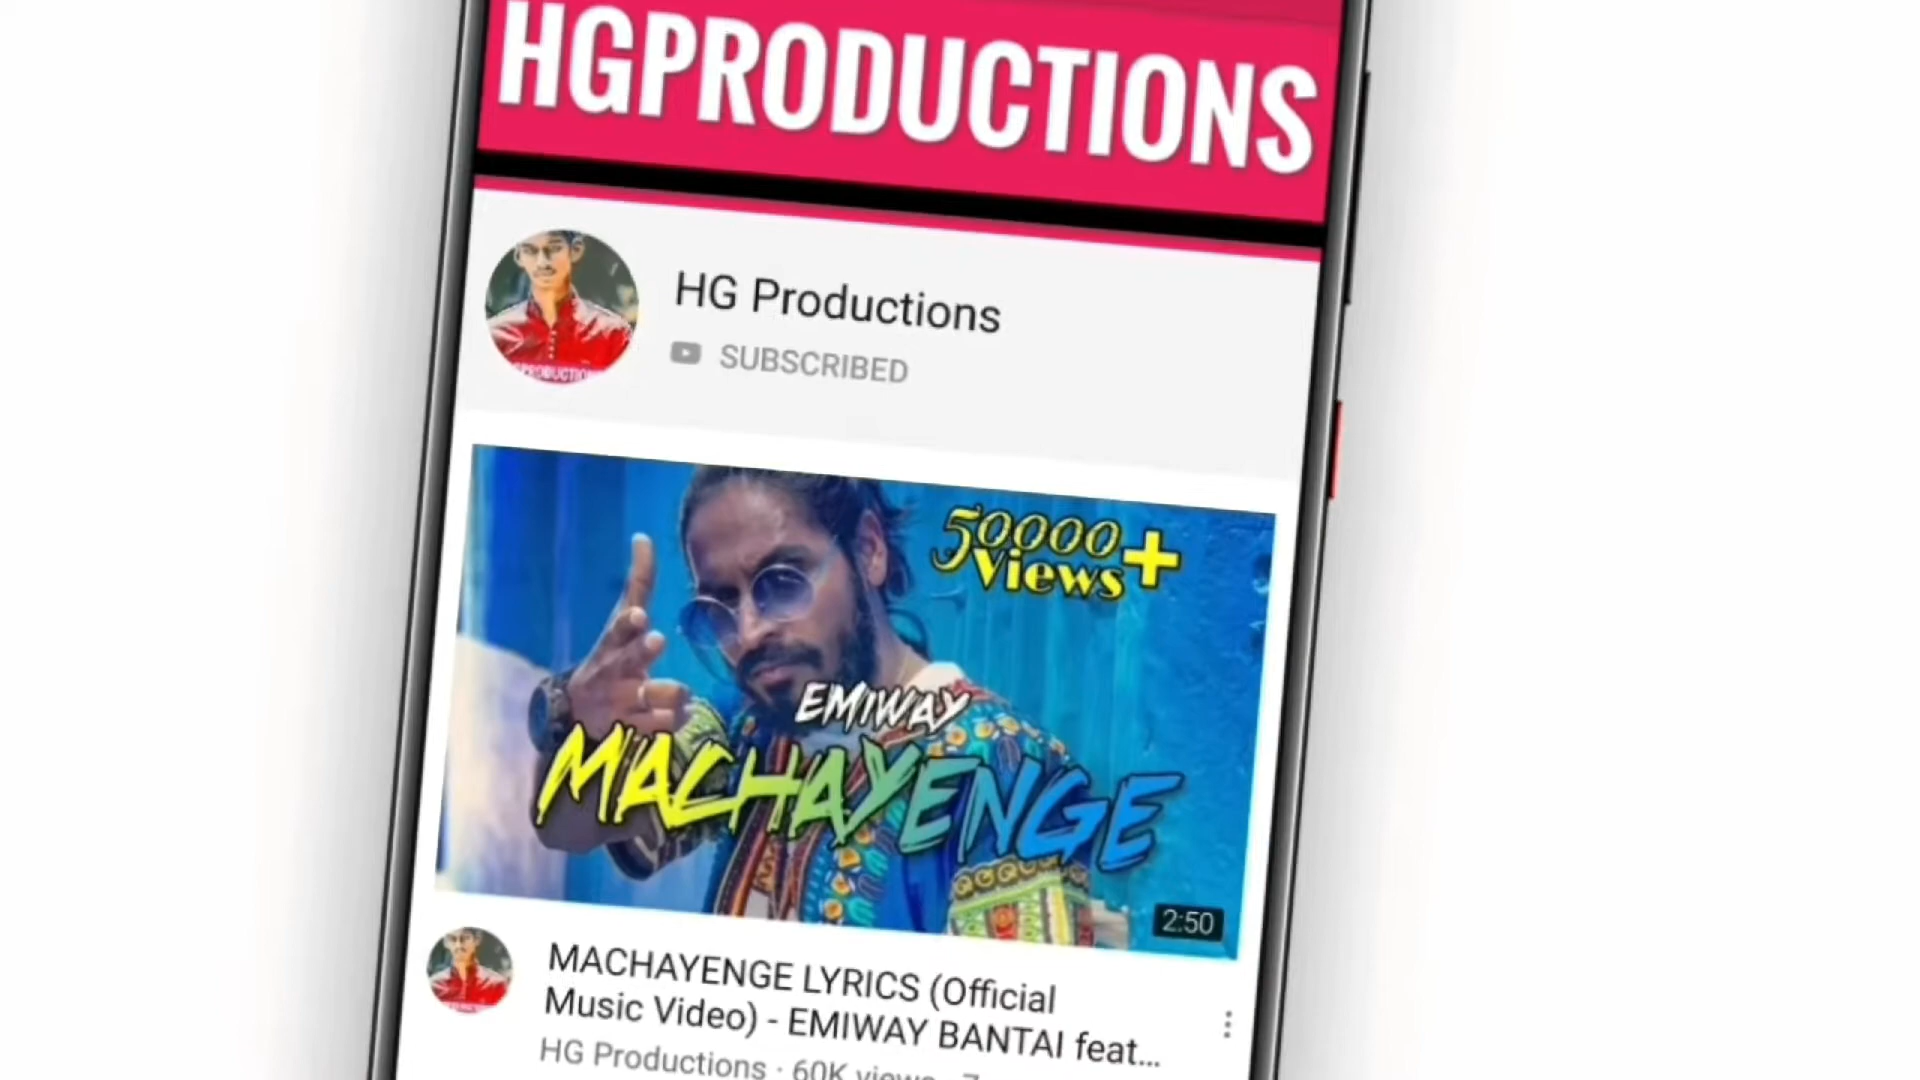 HGPRODUCTIONS
HG Productions
SUBSCRIBED
50000
Views+
EMIWAY
MACHAYENGE
2:50
MACHAYENGE LYRICS (Official
Music Video) - EMIWAY BANTAI feat...
HG Productions · 60K views